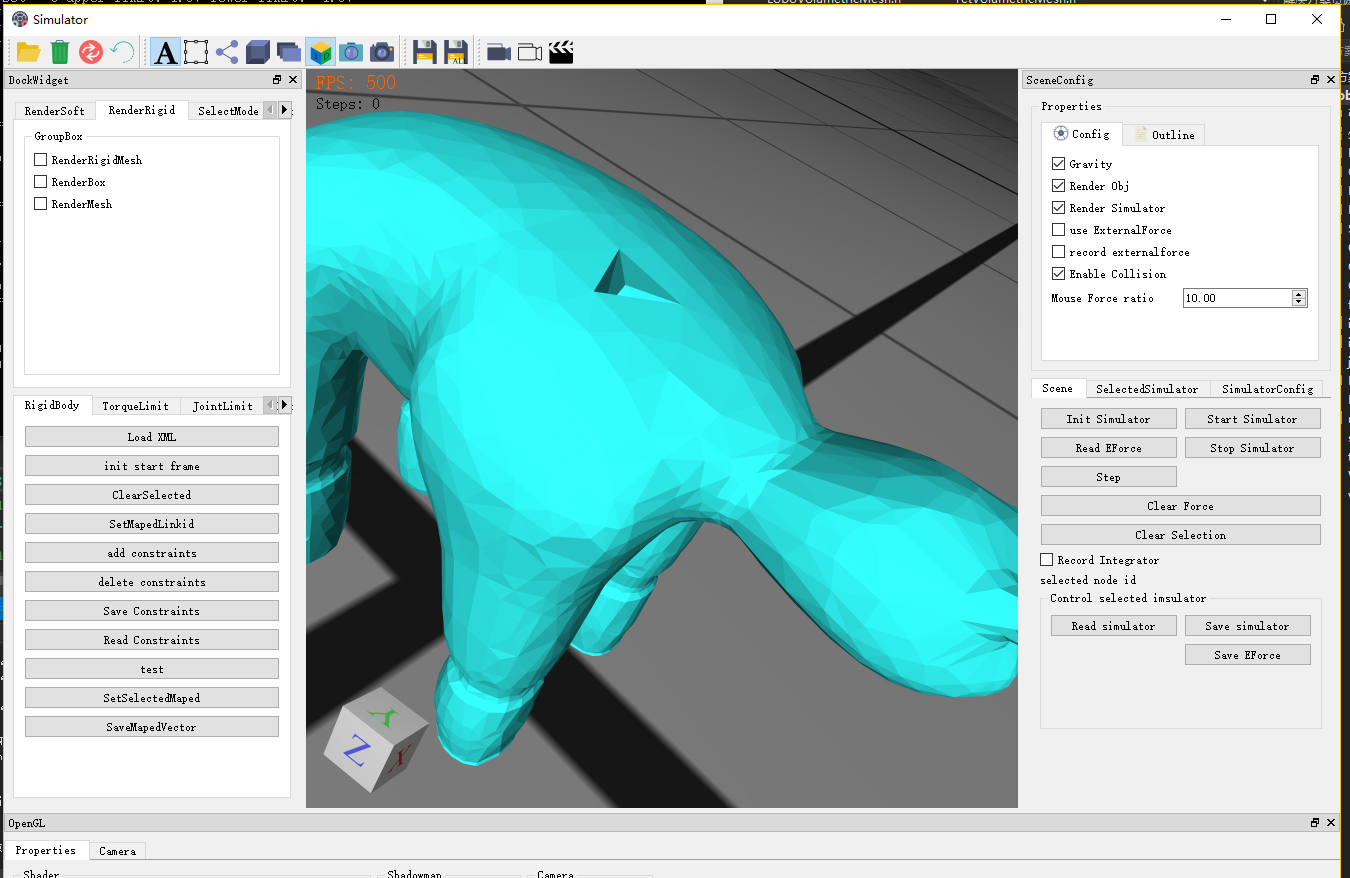 Simulator
A
ALL
DockWidget
RenderSoft RenderRigid SelectMode
GroupBox
RenderRigidMesh
RenderBox
RenderMesh
RigidBody TorqueLimit JointLimit
Load XML
init start frame
ClearSelected
SetMapedLinkid
add constraints
delete constraints
Save Constraints
Read Constraints
test
SetSelectedMaped
SaveMapedVector
FPS: 500
Steps: 0
Y
Z
X
SceneConfig
Properties
Config Outline
Gravity
Render Obj
Render Simulator
use ExternalForce
record externalforce
Enable Collision
Mouse Force ratio 10.00
Scene SelectedSimulator SimulatorConfig
Init Simulator Start Simulator
Read EForce Stop Simulator
Step
Clear Force
Clear Selection
Record Integrator
selected node id
Control selected imsulator
Read simulator Save simulator
Save EForce
OpenGL
Properties Camera
Shader Shadowmap Camera